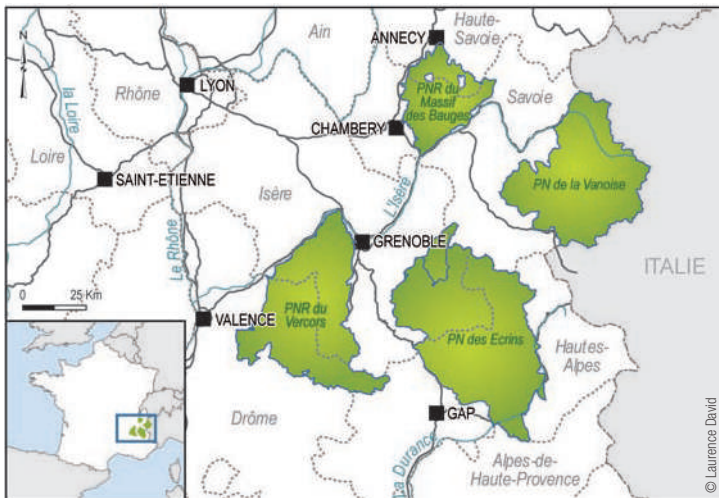 N
ANNECY
Haute-
Savoie
Ain
Rhône
LYON
la Loire
PNR du
Massif
des Bauges
Savoie
CHAMBERY
Loire
SAINT-ETIENNE
PN de la Vanoise
Isère
L'Isère
Le Rhône
GRENOBLE
ITALIE
0
25 Km
PNR du
Vercors
VALENCE
PN des Ecrins
Hautes-
Alpes
Drôme
GAP
La Durance
Alpes-de-
Haute-Provence
© Laurence David